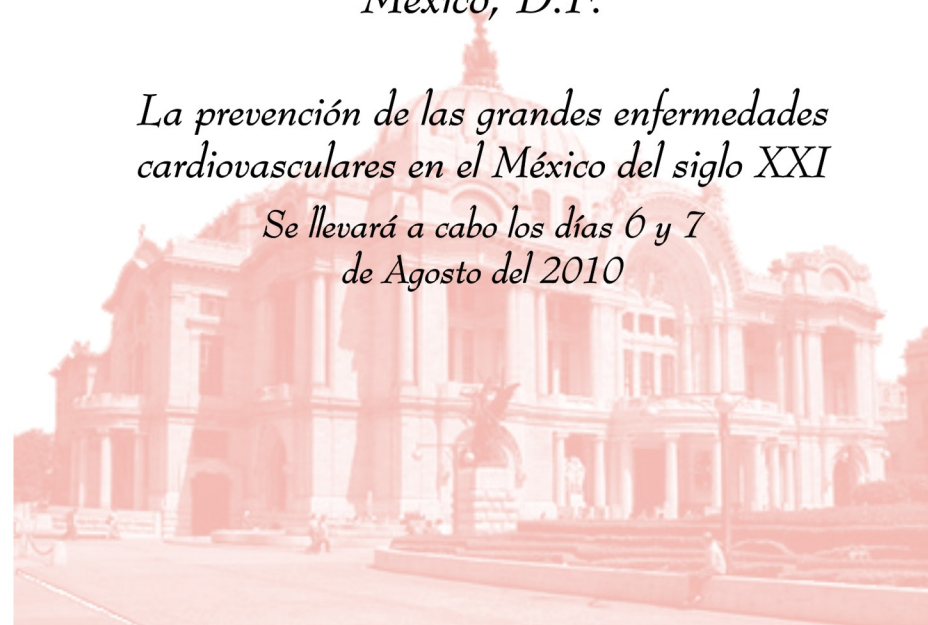 México, D.F.
La prevención de las grandes enfermedades
cardiovasculares en el México del siglo XXI
Se llevará a cabo los días 6 y 7
de Agosto del 2010